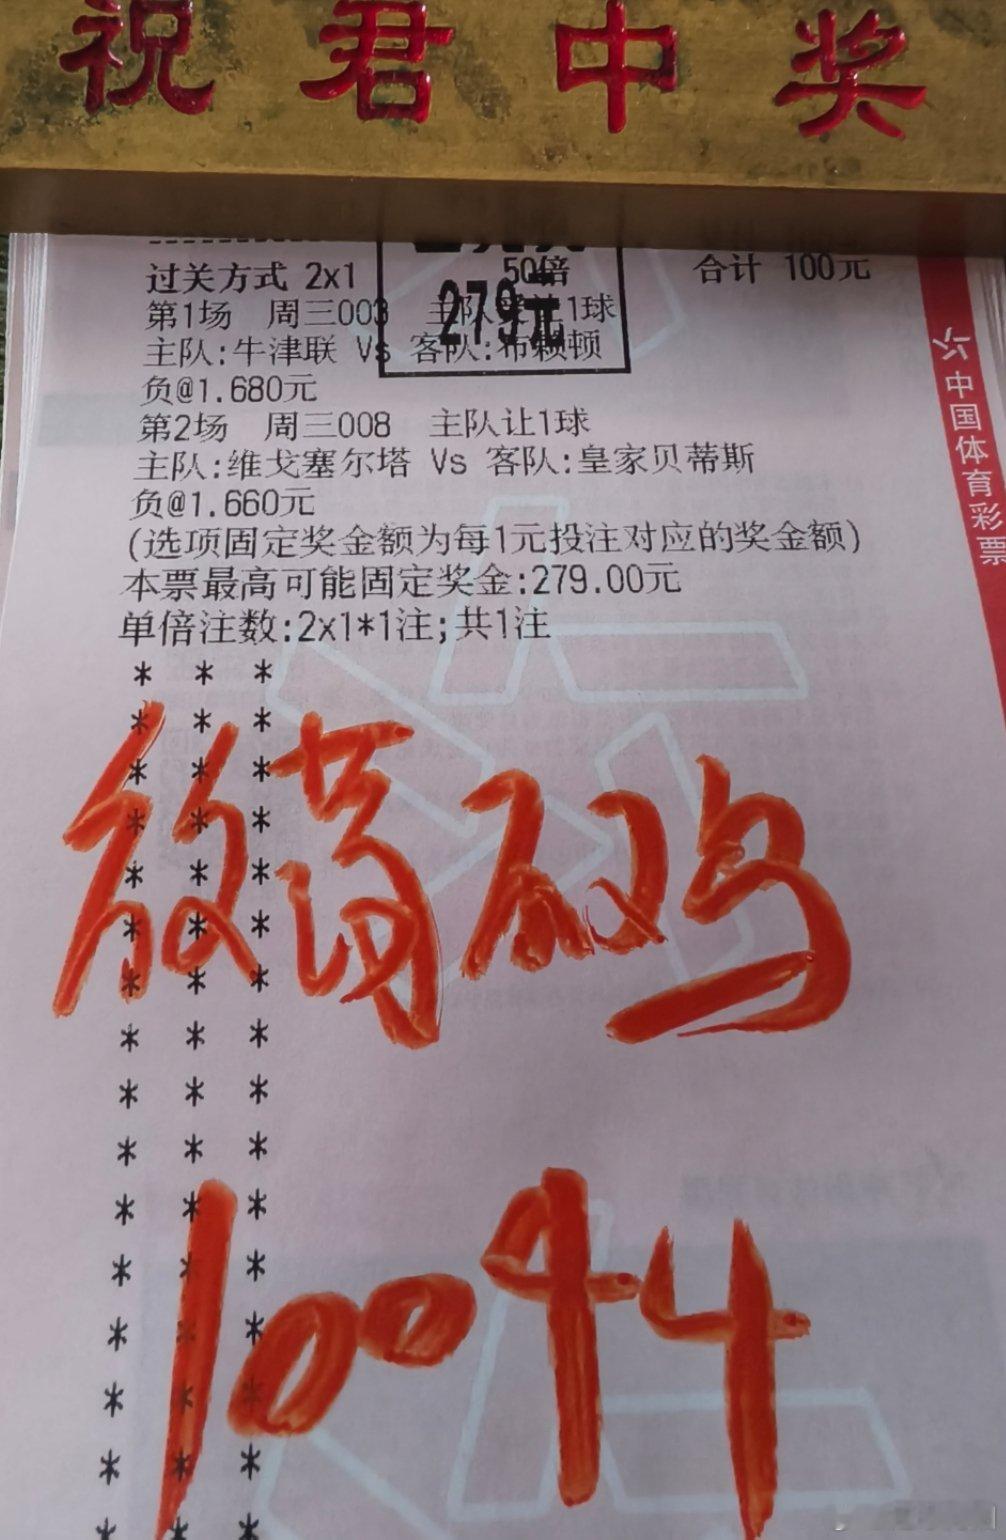 祝君中奖
过关方式 2x1 50倍 合计 100元
279元
第1场 周三003 主队受让1球
主队:牛津联 Vs 客队:布赖顿
负@1.680元
第2场 周三008 主队让1球
主队:维戈塞尔塔 Vs 客队:皇家贝蒂斯
负@1.660元
(选项固定奖金额为每1元投注对应的奖金额)
本票最高可能固定奖金:279.00元
单倍注数:2x1*1注;共1注
中国体育彩票
10094